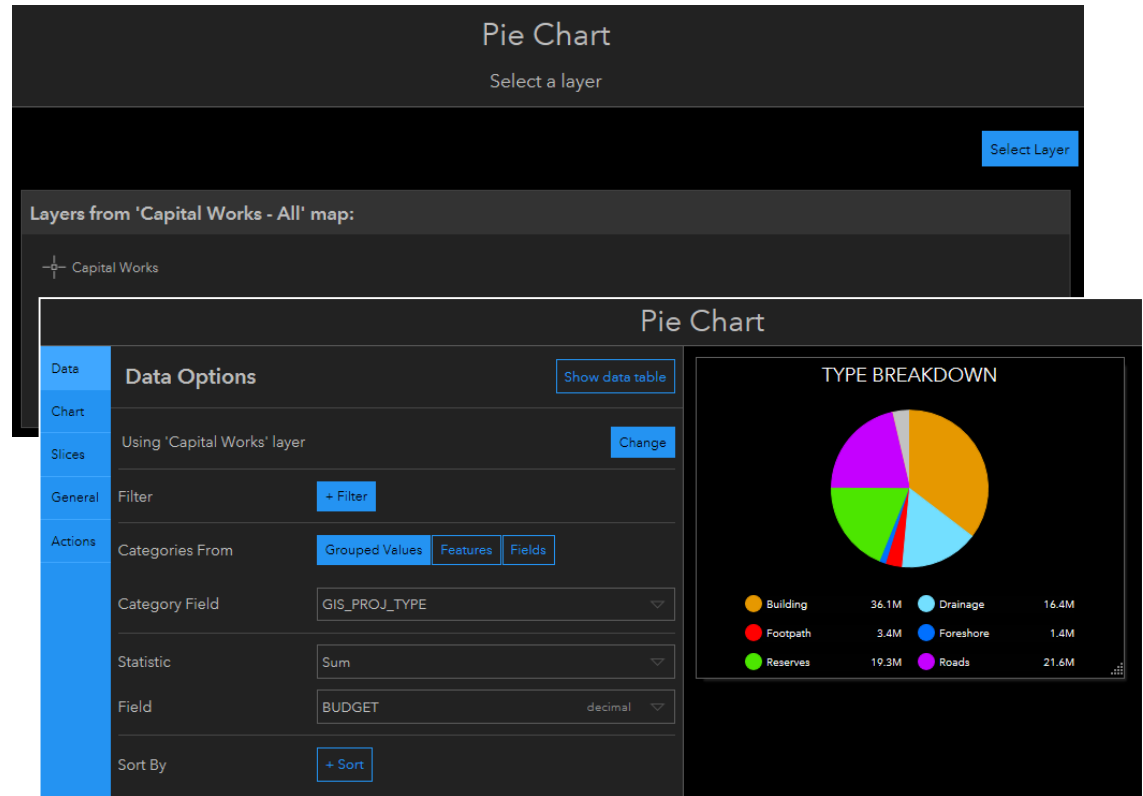 Pie Chart
Select a layer
Select Layer
Layers from 'Capital Works - All' map:
Capital Works
Pie Chart
Data
Chart
Slices
General
Actions
Data Options
Show data table
Using 'Capital Works' layer
Change
Filter
+ Filter
Categories From
Grouped Values Features Fields
Category Field
GIS_PROJ_TYPE
Statistic
Sum
Field
BUDGET decimal
Sort By
+ Sort
TYPE BREAKDOWN
Building 36.1M Drainage 16.4M
Footpath 3.4M Foreshore 1.4M
Reserves 19.3M Roads 21.6M